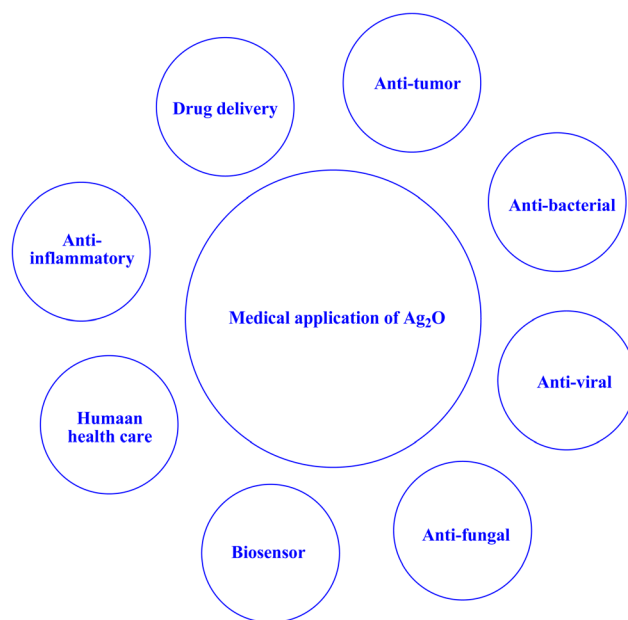 Anti-tumor
Drug delivery
Anti-bacterial
Anti-
inflammatory
Medical application of Ag₂O
Anti-viral
Humaan
health care
Anti-fungal
Biosensor